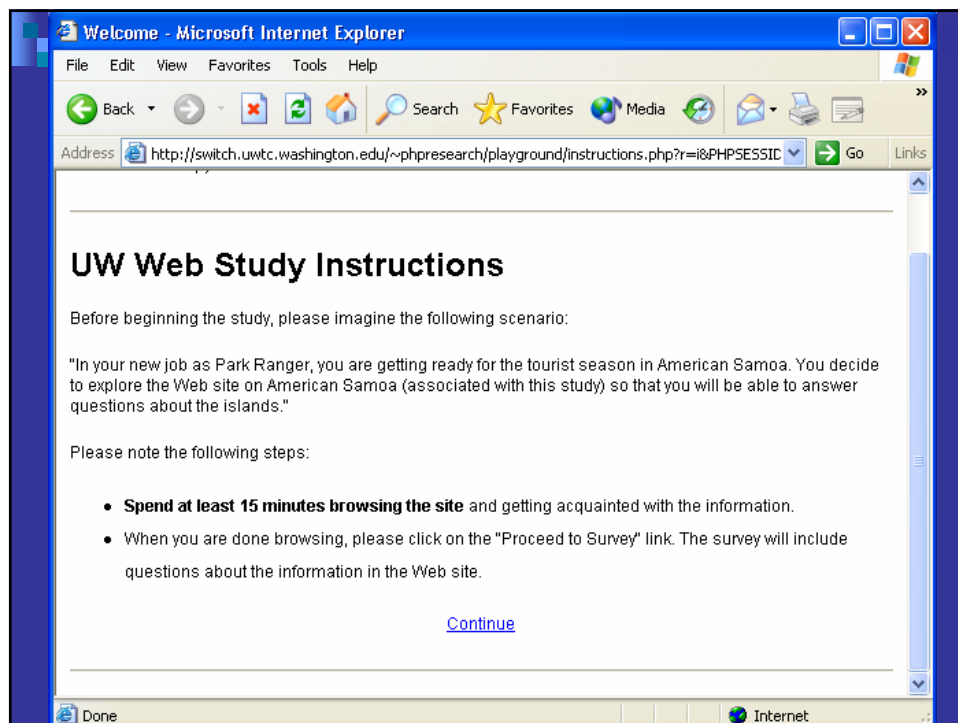 Welcome - Microsoft Internet Explorer
File Edit View Favorites Tools Help
Back Search Favorites Media »
Address http://switch.uwtc.washington.edu/~phpresearch/playground/instructions.php?r=i&PHPSESSIC Go Links
UW Web Study Instructions
Before beginning the study, please imagine the following scenario:
"In your new job as Park Ranger, you are getting ready for the tourist season in American Samoa. You decide
to explore the Web site on American Samoa (associated with this study) so that you will be able to answer
questions about the islands."
Please note the following steps:
• Spend at least 15 minutes browsing the site and getting acquainted with the information.
• When you are done browsing, please click on the "Proceed to Survey" link. The survey will include
questions about the information in the Web site.
Continue
Done Internet